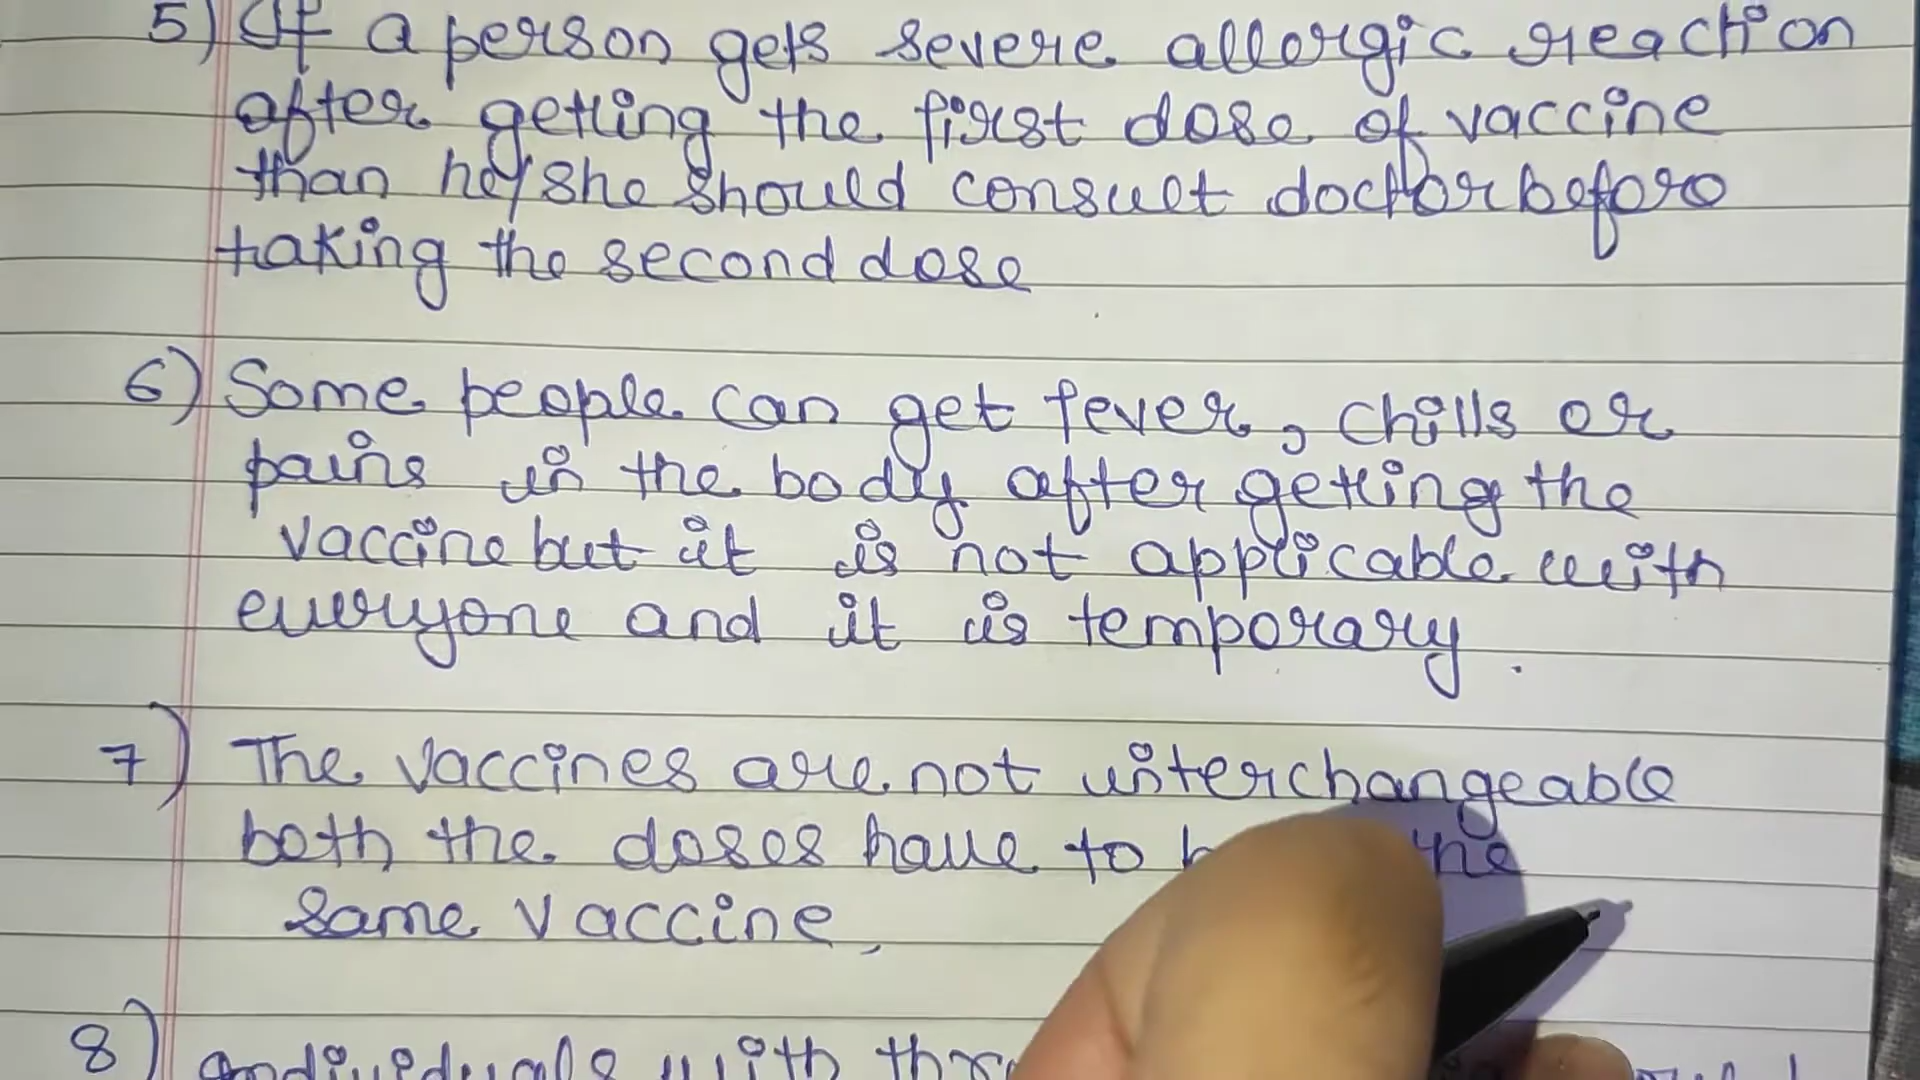 5) If a person gets severe allergic reaction
after getting the first dose of vaccine
than he/she should consult doctor before
taking the second dose
6) Some people can get fever, chills or
pains in the body after getting the
vaccine but it is not applicable with
everyone and it is temporary.
7) The vaccines are not interchangeable
both the doses have to the
same vaccine.
8) individuals with